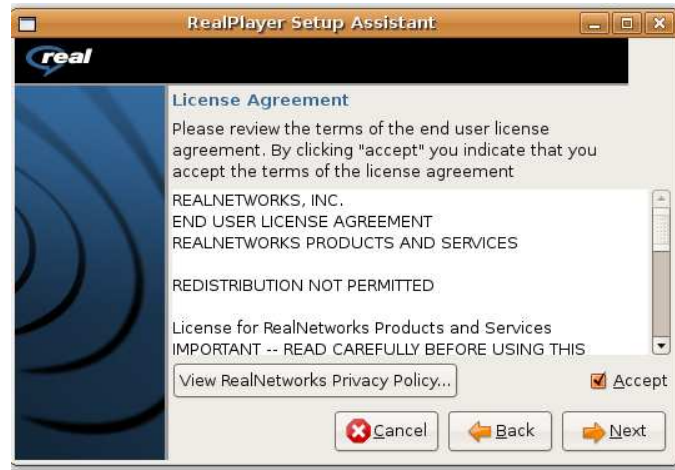 RealPlayer Setup Assistant
real
License Agreement
Please review the terms of the end user license
agreement. By clicking "accept" you indicate that you
accept the terms of the license agreement
REALNETWORKS, INC.
END USER LICENSE AGREEMENT
REALNETWORKS PRODUCTS AND SERVICES
REDISTRIBUTION NOT PERMITTED
License for RealNetworks Products and Services
IMPORTANT -- READ CAREFULLY BEFORE USING THIS
View RealNetworks Privacy Policy...
Accept
Cancel
Back
Next